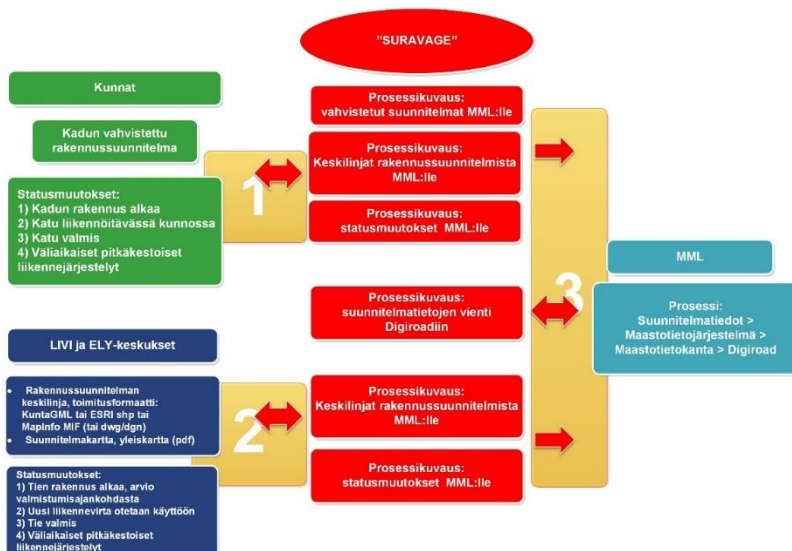 "SURAVAGE"
Kunnat
Kadun vahvistettu
rakennussuunnitelma
Statusmuutokset:
1) Kadun rakennus alkaa
2) Katu liikennöitävässä kunnossa
3) Katu valmis
4) Väliaikaiset pitkäkestoiset
liikennejärjestelyt
1
Prosessikuvaus:
vahvistetut suunnitelmat MML:lle
Prosessikuvaus:
Keskilinjat rakennussuunnitelmista
MML:lle
Prosessikuvaus:
statusmuutokset MML:lle
Prosessikuvaus:
suunnitelmatietojen vienti
Digiroadiin
3
MML
Prosessi:
Suunnitelmatiedot >
Maastotietojärjestelmä >
Maastotietokanta > Digiroad
LIVI ja ELY-keskukset
• Rakennussuunnitelman
keskilinja, toimitusformaatti:
KuntaGML tai ESRI shp tai
MapInfo MIF (tai dwg/dgn)
• Suunnitelmakartta, yleiskartta (pdf)
Statusmuutokset:
1) Tien rakennus alkaa, arvio
valmistumisajankohdasta
2) Uusi liikennevirta otetaan käyttöön
3) Tie valmis
4) Väliaikaiset pitkäkestoiset
liikennejärjestelyt
2
Prosessikuvaus:
Keskilinjat rakennussuunnitelmista
MML:lle
Prosessikuvaus:
statusmuutokset MML:lle